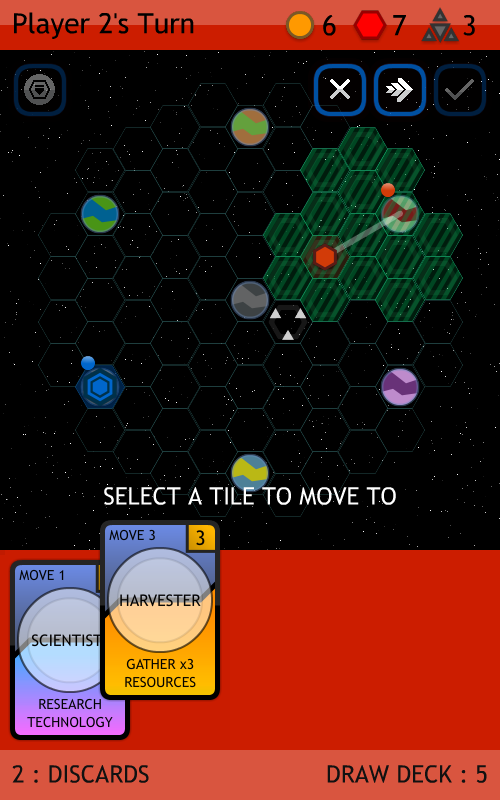 Player 2's Turn 6 7 3
SELECT A TILE TO MOVE TO
MOVE 3 3
HARVESTER
GATHER x3
RESOURCES
MOVE 1
SCIENTIST
RESEARCH
TECHNOLOGY
2 : DISCARDS DRAW DECK : 5